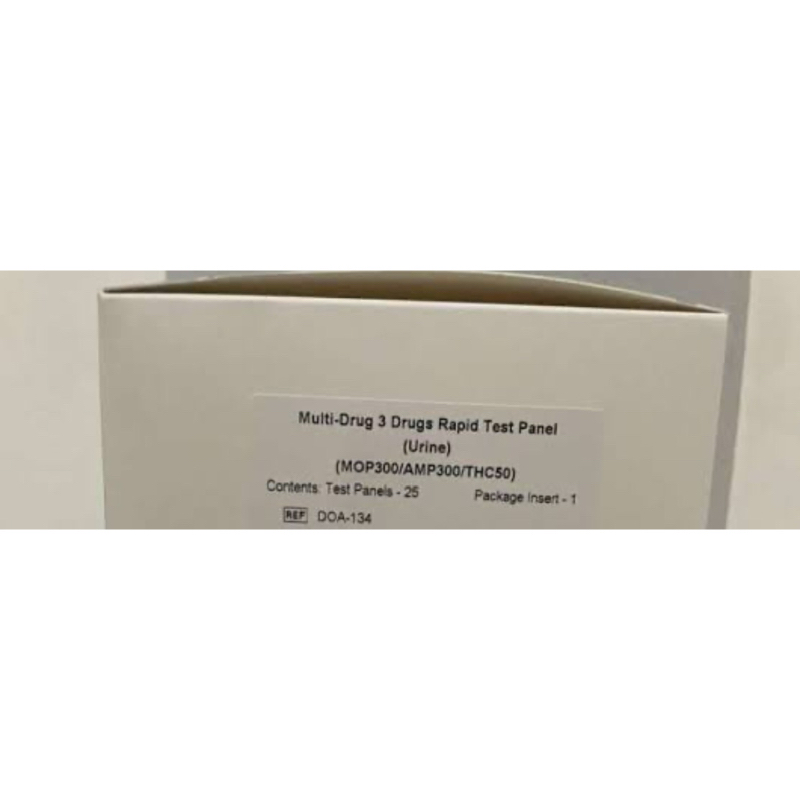 Multi-Drug 3 Drugs Rapid Test Panel
(Urine)
(MOP300/AMP300/THC50)
Contents: Test Panels - 25 Package Insert - 1
REF DOA-134